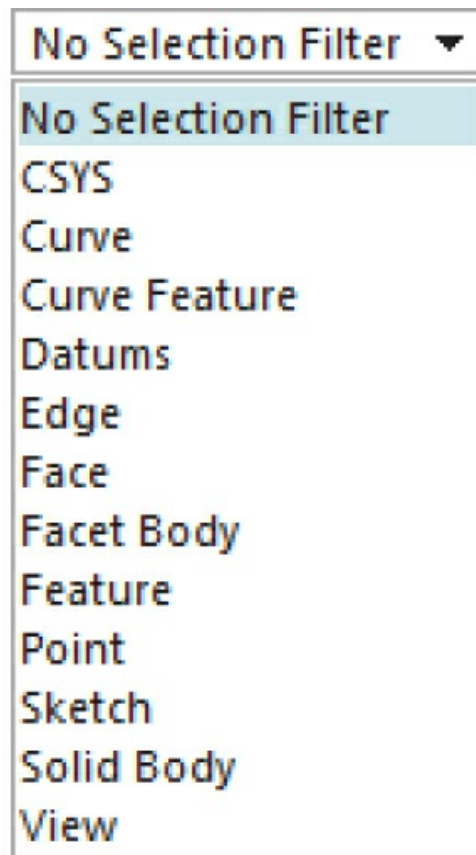 No Selection Filter
No Selection Filter
CSYS
Curve
Curve Feature
Datums
Edge
Face
Facet Body
Feature
Point
Sketch
Solid Body
View